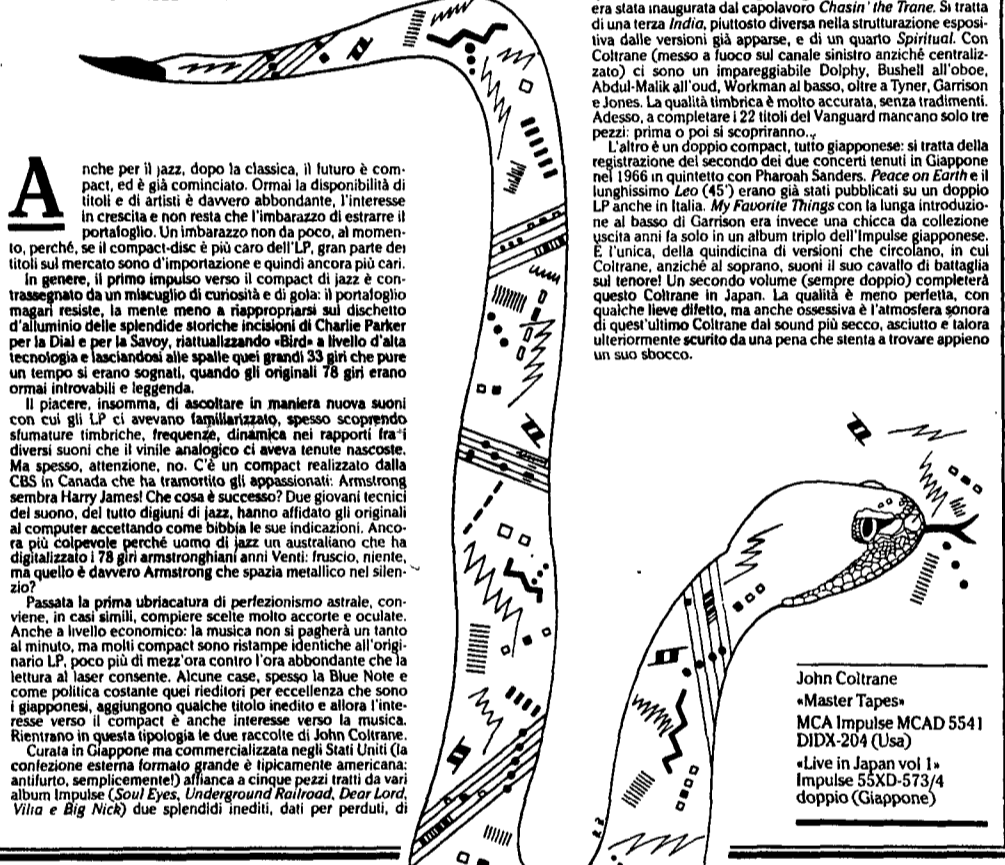 Anche per il jazz, dopo la classica, il futuro è com-
pact, ed è già cominciato. Ormai la disponibilità di
titoli e di artisti è davvero abbondante, l'interesse
in crescita e non resta che l'imbarazzo di estrarre il
portafoglio. Un imbarazzo non da poco, al momen-
to, perché, se il compact-disc è più caro dell'LP, gran parte dei
titoli sul mercato sono d'importazione e quindi ancora più cari.
In genere, il primo impulso verso il compact di jazz è con-
trassegnato da un miscuglio di curiosità e di gola: il portafoglio
magari resiste, la mente meno a riappropriarsi sul dischetto
d'alluminio delle splendide storiche incisioni di Charlie Parker
per la Dial e per la Savoy, riattualizzando «Bird» a livello d'alta
tecnologia e lasciandosi alle spalle quei grandi 33 giri che pure
un tempo si erano sognati, quando gli originali 78 giri erano
ormai introvabili e leggenda.
Il piacere, insomma, di ascoltare in maniera nuova suoni
con cui gli LP ci avevano familiarizzato, spesso scoprendo
sfumature timbriche, frequenze, dinamica nei rapporti fra i
diversi suoni che il vinile analogico ci aveva tenute nascoste.
Ma spesso, attenzione, no. C'è un compact realizzato dalla
CBS in Canada che ha tramortito gli appassionati: Armstrong
sembra Harry James! Che cosa è successo? Due giovani tecnici
del suono, del tutto digiuni di jazz, hanno affidato gli originali
al computer accettando come bibbia le sue indicazioni. Anco-
ra più colpevole perché uomo di jazz un australiano che ha
digitalizzato i 78 giri armstronghiani anni Venti: fruscio, niente,
ma quello è davvero Armstrong che spazia metallico nel silen-
zio?
Passata la prima ubriacatura di perfezionismo astrale, con-
viene, in casi simili, compiere scelte molto accorte e oculate.
Anche a livello economico: la musica non si pagherà un tanto
al minuto, ma molti compact sono ristampe identiche all'origi-
nario LP, poco più di mezz'ora contro l'ora abbondante che la
lettura al laser consente. Alcune case, spesso la Blue Note e
come politica costante quei rieditori per eccellenza che sono
i giapponesi, aggiungono qualche titolo inedito e allora l'inte-
resse verso il compact è anche interesse verso la musica.
Rientrano in questa tipologia le due raccolte di John Coltrane.
Curata in Giappone ma commercializzata negli Stati Uniti (la
confezione esterna formato grande è tipicamente americana:
antifurto, semplicemente!) affianca a cinque pezzi tratti da vari
album Impulse (Soul Eyes, Underground Railroad, Dear Lord,
Vilia e Big Nick) due splendidi inediti, dati per perduti, di
era stata inaugurata dal capolavoro Chasin' the Trane. Si tratta
di una terza India, piuttosto diversa nella strutturazione esposi-
tiva dalle versioni già apparse, e di un quarto Spiritual. Con
Coltrane (messo a fuoco sul canale sinistro anziché centraliz-
zato) ci sono un impareggiabile Dolphy, Bushell all'oboe,
Abdul-Malik all'oud, Workman al basso, oltre a Tyner, Garrison
e Jones. La qualità timbrica è molto accurata, senza tradimenti.
Adesso, a completare i 22 titoli del Vanguard mancano solo tre
pezzi: prima o poi si scopriranno...
L'altro è un doppio compact, tutto giapponese: si tratta della
registrazione del secondo dei due concerti tenuti in Giappone
nel 1966 in quintetto con Pharoah Sanders. Peace on Earth e il
lunghissimo Leo (45') erano già stati pubblicati su un doppio
LP anche in Italia. My Favorite Things con la lunga introduzio-
ne al basso di Garrison era invece una chicca da collezione
uscita anni fa solo in un album triplo dell'Impulse giapponese.
È l'unica, della quindicina di versioni che circolano, in cui
Coltrane, anziché al soprano, suoni il suo cavallo di battaglia
sul tenore! Un secondo volume (sempre doppio) completerà
questo Coltrane in Japan. La qualità è meno perfetta, con
qualche lieve difetto, ma anche ossessiva è l'atmosfera sonora
di quest'ultimo Coltrane dal sound più secco, asciutto e talora
ulteriormente scurito da una pena che stenta a trovare appieno
un suo sbocco.
John Coltrane
«Master Tapes»
MCA Impulse MCAD 5541
DIDX-204 (Usa)
«Live in Japan vol 1»
Impulse 55XD-573/4
doppio (Giappone)